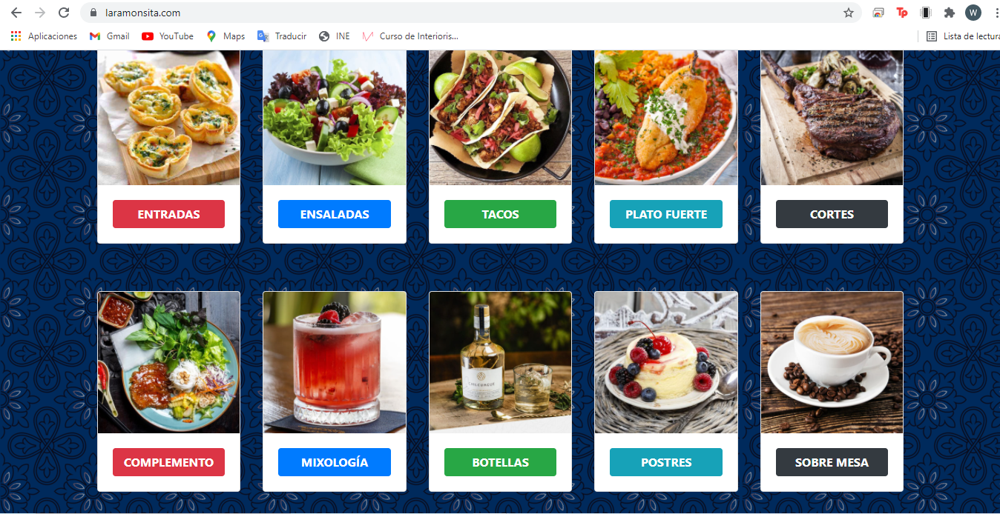 laramonsita.com
W
Aplicaciones Gmail YouTube Maps Traducir INE Curso de Interioris... Lista de lectura
ENTRADAS ENSALADAS TACOS PLATO FUERTE CORTES
COMPLEMENTO MIXOLOGÍA BOTELLAS POSTRES SOBRE MESA